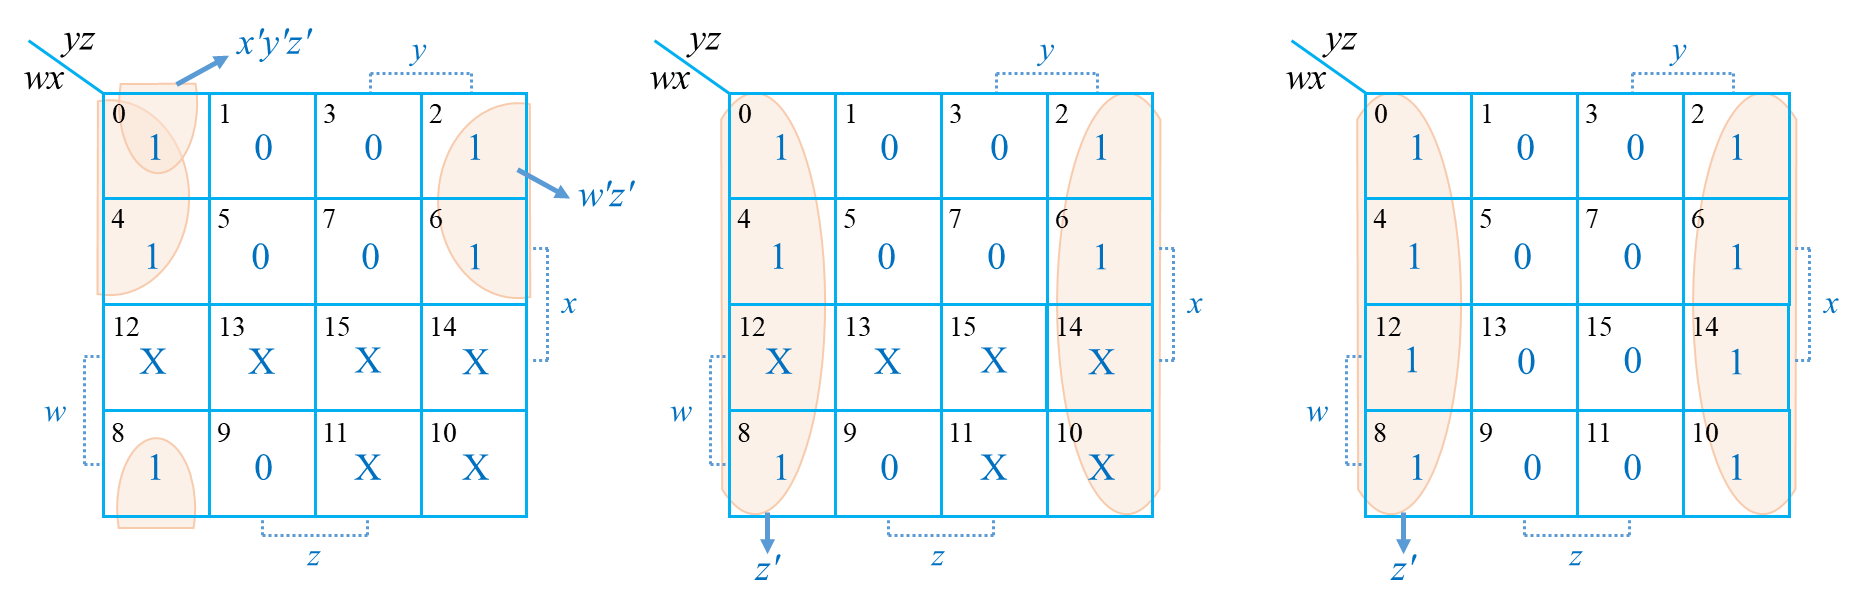 yz
wx
x'y'z'
y
0 1 3 2
1 0 0 1
w'z'
4 5 7 6
1 0 0 1
x
12 13 15 14
X X X X
w
8 9 11 10
1 0 X X
z
yz
wx
y
0 1 3 2
1 0 0 1
4 5 7 6
1 0 0 1
x
12 13 15 14
X X X X
w
8 9 11 10
1 0 X X
z
z'
yz
wx
y
0 1 3 2
1 0 0 1
4 5 7 6
1 0 0 1
x
12 13 15 14
1 0 0 1
w
8 9 11 10
1 0 0 1
z
z'